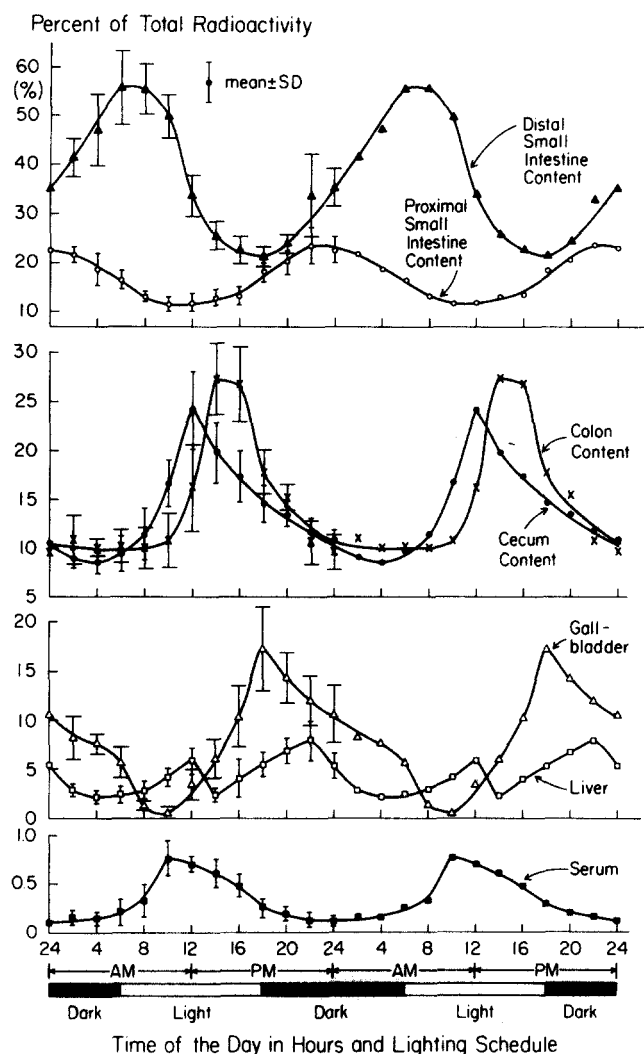 Percent of Total Radioactivity
60
(%)
50
40
30
20
10
mean±SD
Distal
Small
Intestine
Content
Proximal
Small
Intestine
Content
30
25
20
15
10
5
Colon
Content
Cecum
Content
20
15
10
5
0
Gall-
bladder
Liver
1.0
0.5
0
Serum
24 4 8 12 16 20 24 4 8 12 16 20 24
AM PM AM PM
Dark Light Dark Light Dark
Time of the Day in Hours and Lighting Schedule